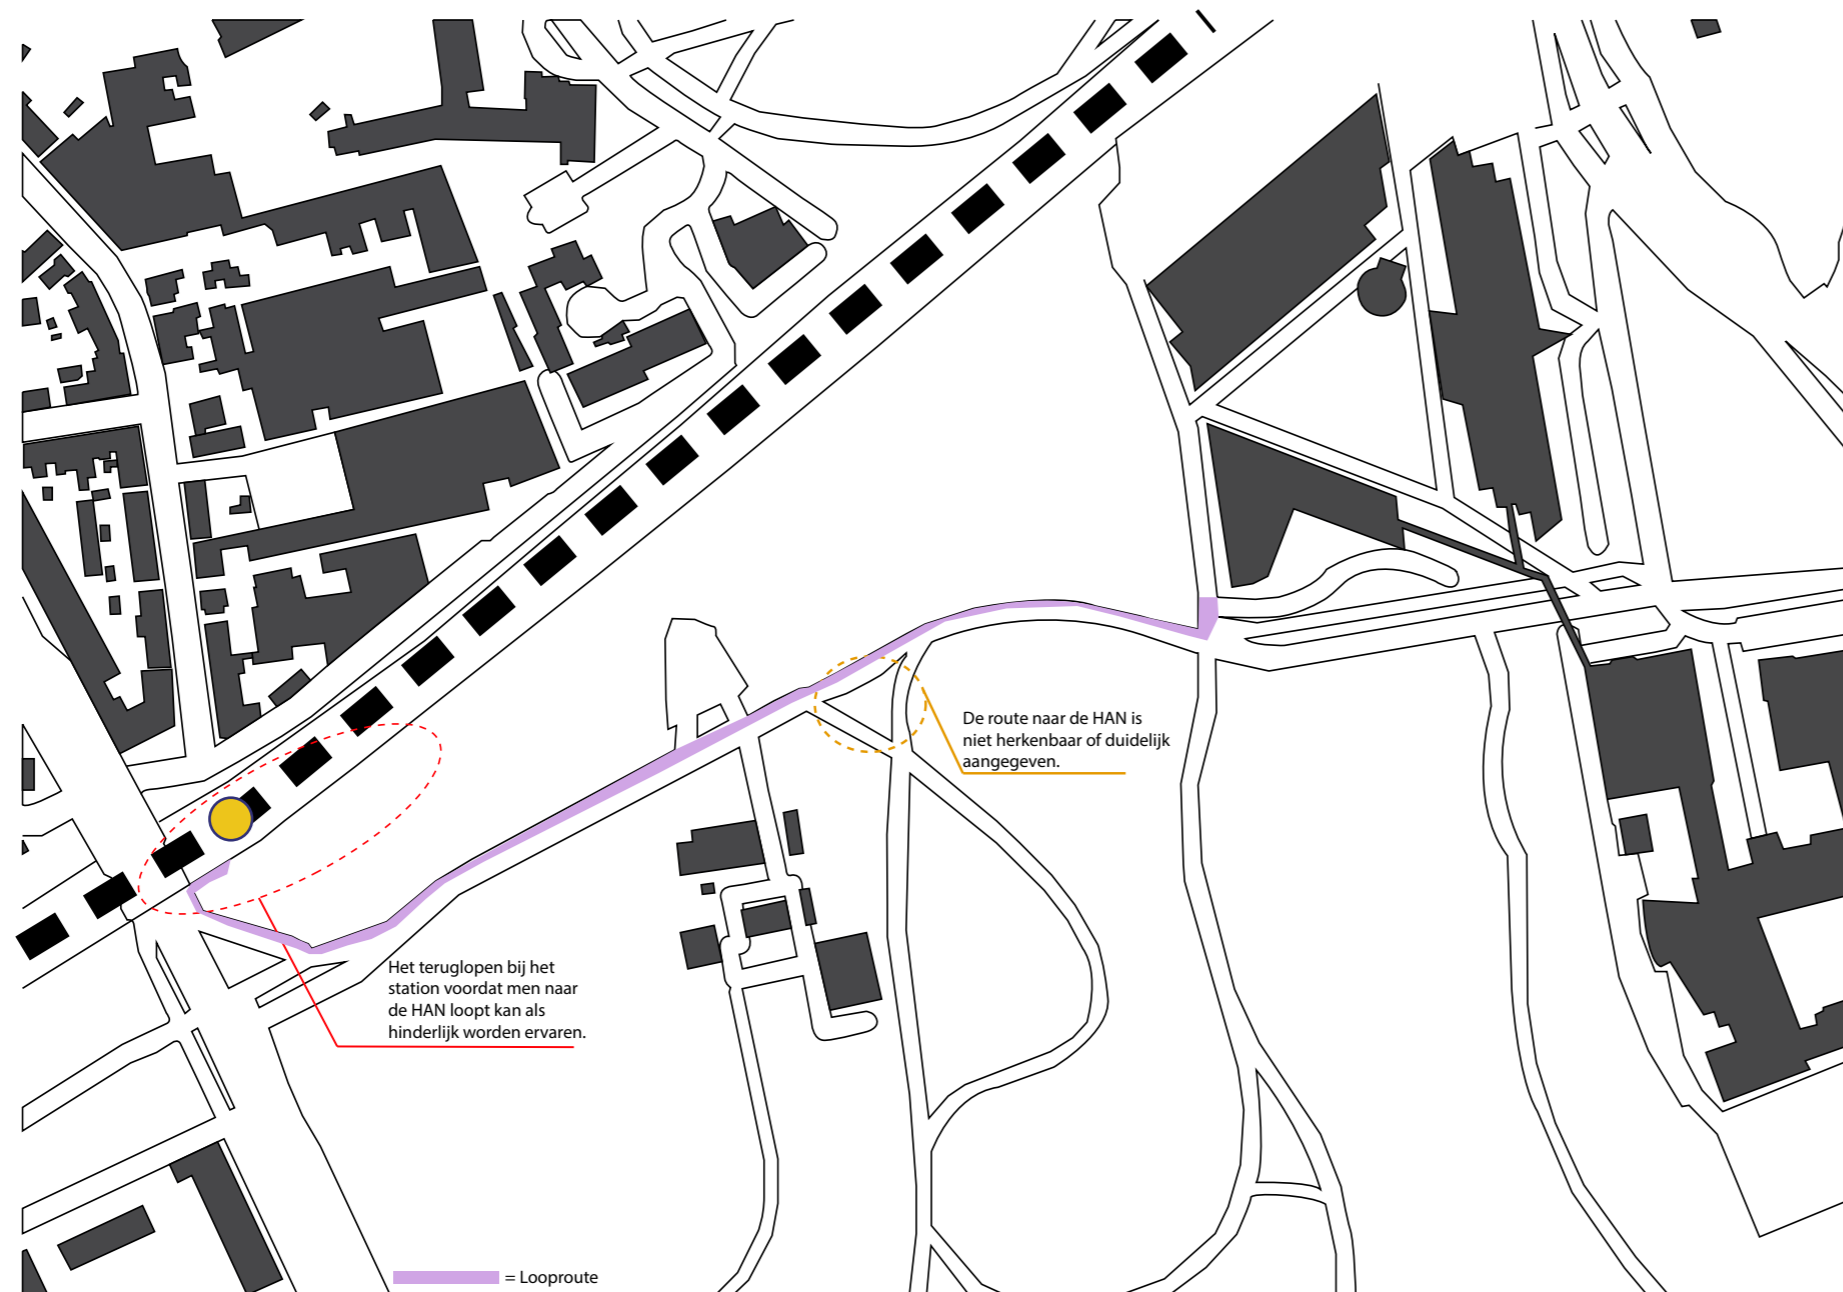 De route naar de HAN is
niet herkenbaar of duidelijk
aangegeven.
Het teruglopen bij het
station voordat men naar
de HAN loopt kan als
hinderlijk worden ervaren.
= Looproute